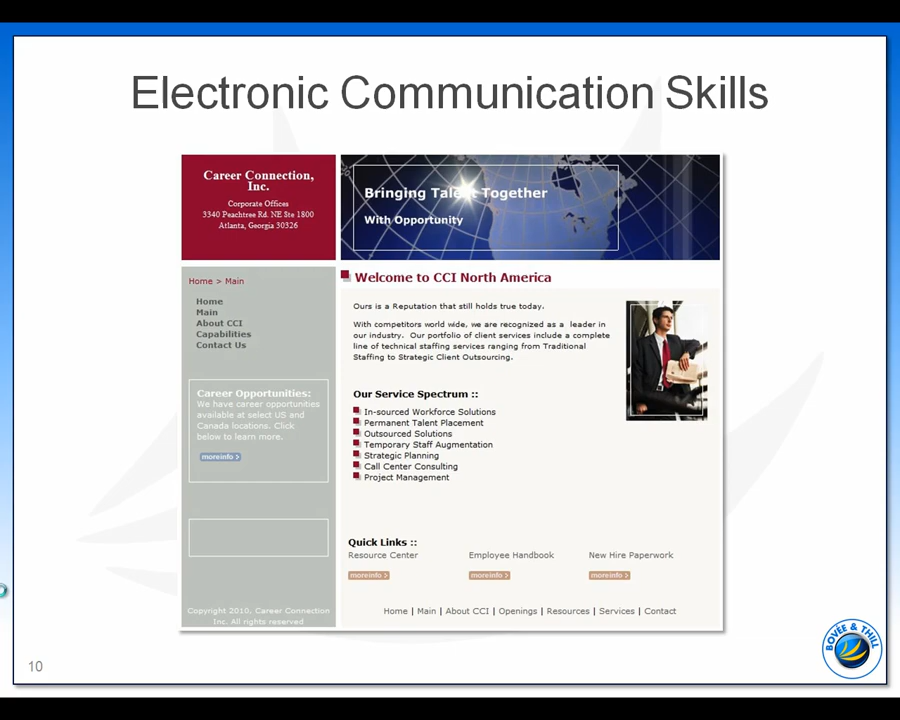 Electronic Communication Skills
Career Connection,
Inc.
Corporate Offices
3340 Peachtree Rd. NE Ste 1800
Atlanta, Georgia 30326
Bringing Talent Together
With Opportunity
Home > Main
Home
Main
About CCI
Capabilities
Contact Us
Career Opportunities:
We have career opportunities
available at select US and
Canada locations. Click
below to learn more.
moreinfo >
Copyright 2010, Career Connection
Inc. All rights reserved
Welcome to CCI North America
Ours is a Reputation that still holds true today.
With competitors world wide, we are recognized as a leader in
our industry. Our portfolio of client services include a complete
line of technical staffing services ranging from Traditional
Staffing to Strategic Client Outsourcing.
Our Service Spectrum ::
In-sourced Workforce Solutions
Permanent Talent Placement
Outsourced Solutions
Temporary Staff Augmentation
Strategic Planning
Call Center Consulting
Project Management
Quick Links ::
Resource Center Employee Handbook New Hire Paperwork
moreinfo > moreinfo > moreinfo >
Home | Main | About CCI | Openings | Resources | Services | Contact
10
BOVÉE & THILL